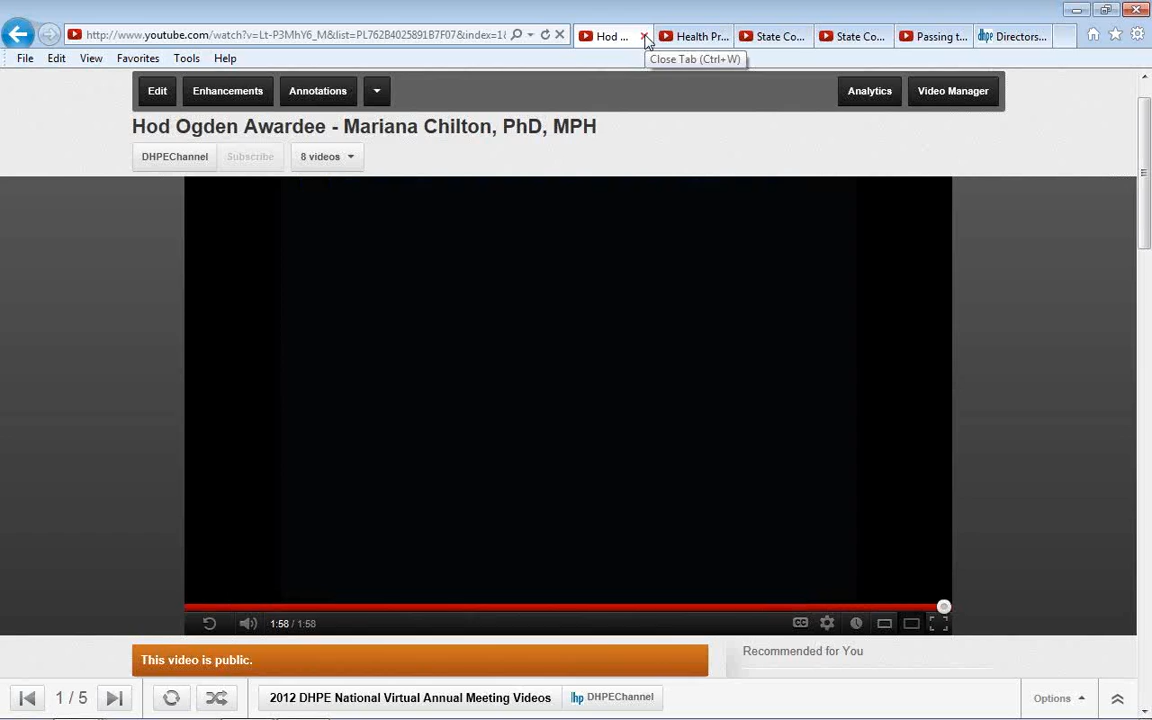 http://www.youtube.com/watch?v=Lt-P3MhY6_M&list=PL762B4025891B7F07&index=1&
Hod ...
Health Pr...
State Co...
State Co...
Passing t...
dhpe Directors...
File Edit View Favorites Tools Help
Close Tab (Ctrl+W)
Edit Enhancements Annotations Analytics Video Manager
Hod Ogden Awardee - Mariana Chilton, PhD, MPH
DHPEChannel Subscribe 8 videos
1:58 / 1:58
CC
This video is public.
Recommended for You
1 / 5
2012 DHPE National Virtual Annual Meeting Videos
DHPEChannel
Options